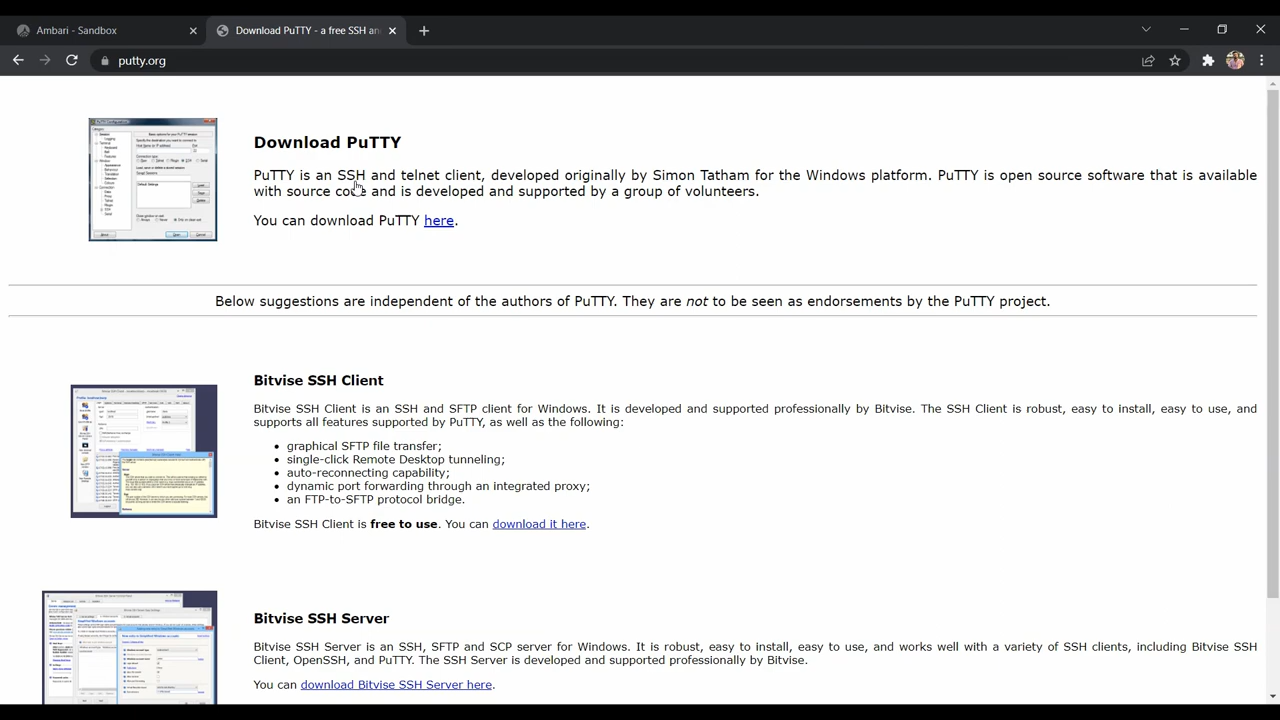 Ambari - Sandbox
Download PuTTY - a free SSH an
putty.org
Download PuTTY
PuTTY is an SSH and telnet client, developed originally by Simon Tatham for the Windows platform. PuTTY is open source software that is available
with source code and is developed and supported by a group of volunteers.
You can download PuTTY here.
Below suggestions are independent of the authors of PuTTY. They are not to be seen as endorsements by the PuTTY project.
Bitvise SSH Client
Bitvise SSH Client is an SSH and SFTP client for Windows. It is developed and supported professionally by Bitvise. The SSH Client is robust, easy to install, easy to use, and
supports all features supported by PuTTY, as well as the following:
graphical SFTP file transfer;
single-click Remote Desktop tunneling;
auto-reconnecting capability;
dynamic port forwarding through an integrated proxy;
an FTP-to-SFTP protocol bridge.
Bitvise SSH Client is free to use. You can download it here.
Bitvise SSH Server
Bitvise SSH Server is an SSH, SFTP and SCP server for Windows. It is robust, easy to install, easy to use, and works well with a variety of SSH clients, including Bitvise SSH
Client, OpenSSH, and PuTTY. The SSH Server is developed and supported professionally by Bitvise.
You can download Bitvise SSH Server here.